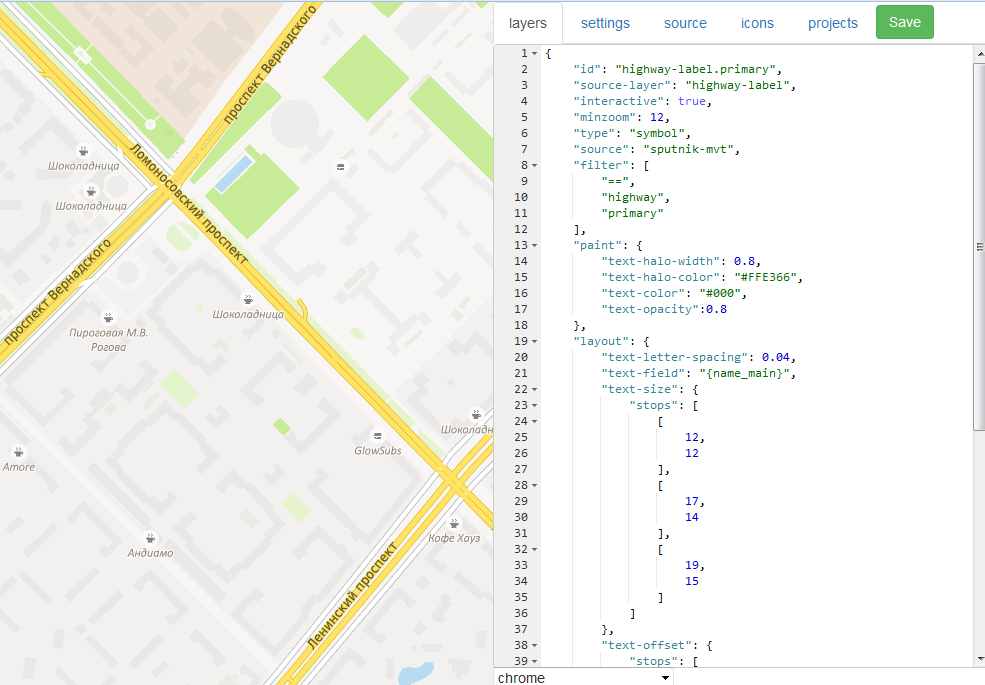 проспект Вернадского
Ломоносовский проспект
Шоколадница
Шоколадница
проспект Вернадского
Шоколадница
Пироговая М.В.
Рогова
Шоколадн
GlowSubs
Amore
Кофе Хауз
Андиамо
Ленинский проспект
layers settings source icons projects Save
1 {
2 "id": "highway-label.primary",
3 "source-layer": "highway-label",
4 "interactive": true,
5 "minzoom": 12,
6 "type": "symbol",
7 "source": "sputnik-mvt",
8 "filter": [
9 "==",
10 "highway",
11 "primary"
12 ],
13 "paint": {
14 "text-halo-width": 0.8,
15 "text-halo-color": "#FFE366",
16 "text-color": "#000",
17 "text-opacity":0.8
18 },
19 "layout": {
20 "text-letter-spacing": 0.04,
21 "text-field": "{name_main}",
22 "text-size": {
23 "stops": [
24 [
25 12,
26 12
27 ],
28 [
29 17,
30 14
31 ],
32 [
33 19,
34 15
35 ]
36 ]
37 },
38 "text-offset": {
39 "stops": [
chrome